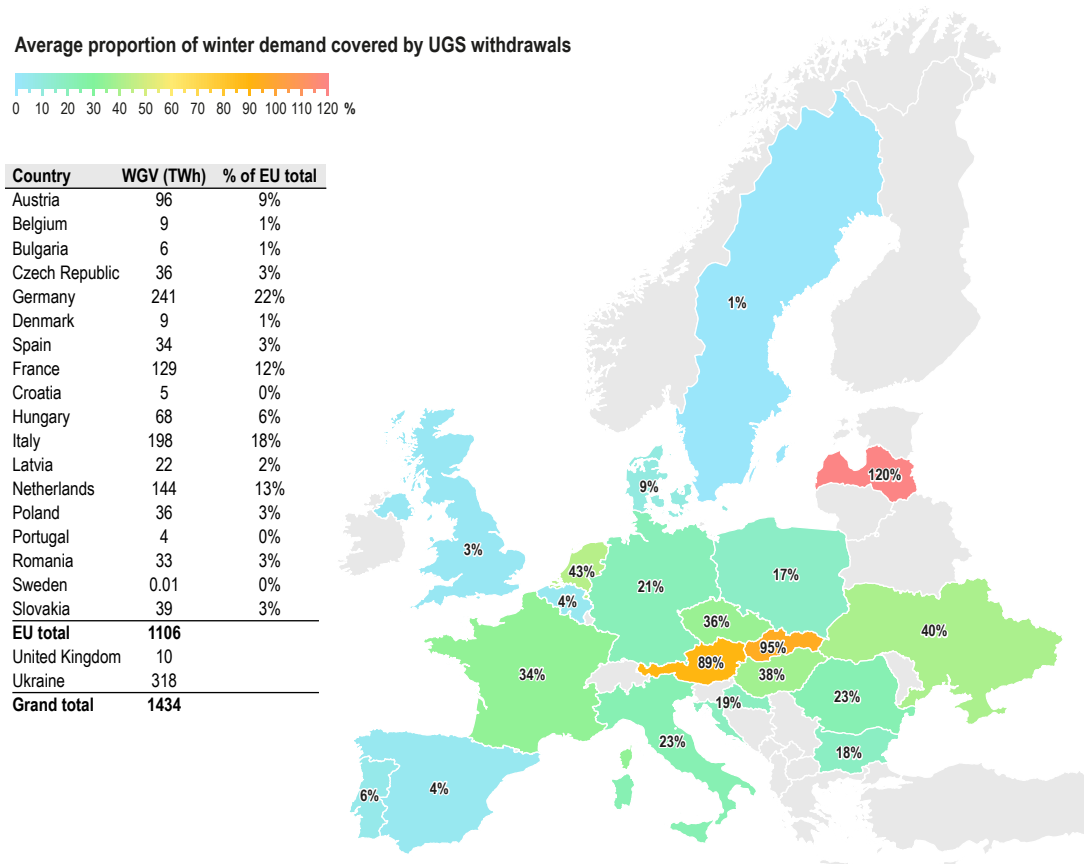 Average proportion of winter demand covered by UGS withdrawals
0 10 20 30 40 50 60 70 80 90 100 110 120 %
Country WGV (TWh) % of EU total
Austria 96 9%
Belgium 9 1%
Bulgaria 6 1%
Czech Republic 36 3%
Germany 241 22%
Denmark 9 1%
Spain 34 3%
France 129 12%
Croatia 5 0%
Hungary 68 6%
Italy 198 18%
Latvia 22 2%
Netherlands 144 13%
Poland 36 3%
Portugal 4 0%
Romania 33 3%
Sweden 0.01 0%
Slovakia 39 3%
EU total 1106
United Kingdom 10
Ukraine 318
Grand total 1434
1%
120%
9%
3%
43%
21%
17%
4%
36%
40%
95%
89%
34%
38%
23%
19%
23%
18%
4%
6%